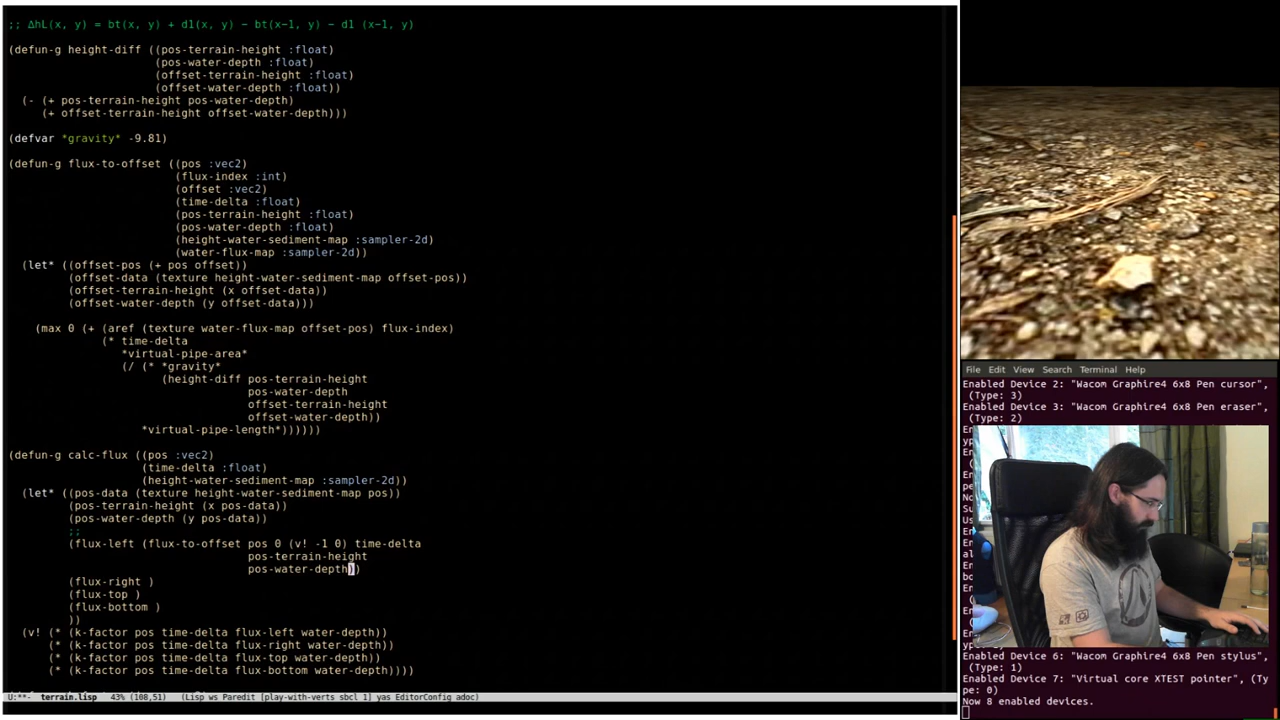 ;; ΔhL(x, y) = bt(x, y) + d1(x, y) − bt(x−1, y) − d1 (x−1, y)
(defun-g height-diff ((pos-terrain-height :float)
(pos-water-depth :float)
(offset-terrain-height :float)
(offset-water-depth :float))
(- (+ pos-terrain-height pos-water-depth)
(+ offset-terrain-height offset-water-depth)))
(defvar *gravity* -9.81)
(defun-g flux-to-offset ((pos :vec2)
(flux-index :int)
(offset :vec2)
(time-delta :float)
(pos-terrain-height :float)
(pos-water-depth :float)
(height-water-sediment-map :sampler-2d)
(water-flux-map :sampler-2d))
(let* ((offset-pos (+ pos offset))
(offset-data (texture height-water-sediment-map offset-pos))
(offset-terrain-height (x offset-data))
(offset-water-depth (y offset-data)))
(max 0 (+ (aref (texture water-flux-map offset-pos) flux-index)
(* time-delta
*virtual-pipe-area*
(/ (* *gravity*
(height-diff pos-terrain-height
pos-water-depth
offset-terrain-height
offset-water-depth))
*virtual-pipe-length*))))))
(defun-g calc-flux ((pos :vec2)
(time-delta :float)
(height-water-sediment-map :sampler-2d))
(let* ((pos-data (texture height-water-sediment-map pos))
(pos-terrain-height (x pos-data))
(pos-water-depth (y pos-data))
;;
(flux-left (flux-to-offset pos 0 (v! -1 0) time-delta
pos-terrain-height
pos-water-depth))
(flux-right )
(flux-top )
(flux-bottom )
))
(v! (* (k-factor pos time-delta flux-left water-depth))
(* (k-factor pos time-delta flux-right water-depth))
(* (k-factor pos time-delta flux-top water-depth))
(* (k-factor pos time-delta flux-bottom water-depth))))
U:**- terrain.lisp 43% (108,51) (Lisp ws Paredit [play-with-verts sbcl 1] yas EditorConfig adoc)
File Edit View Search Terminal Help
Enabled Device 2: "Wacom Graphire4 6x8 Pen cursor",
(Type: 3)
Enabled Device 3: "Wacom Graphire4 6x8 Pen eraser",
(Type: 2)
Enabled Device 6: "Wacom Graphire4 6x8 Pen stylus",
(Type: 1)
Enabled Device 7: "Virtual core XTEST pointer", (Ty
pe: 0)
Now 8 enabled devices.